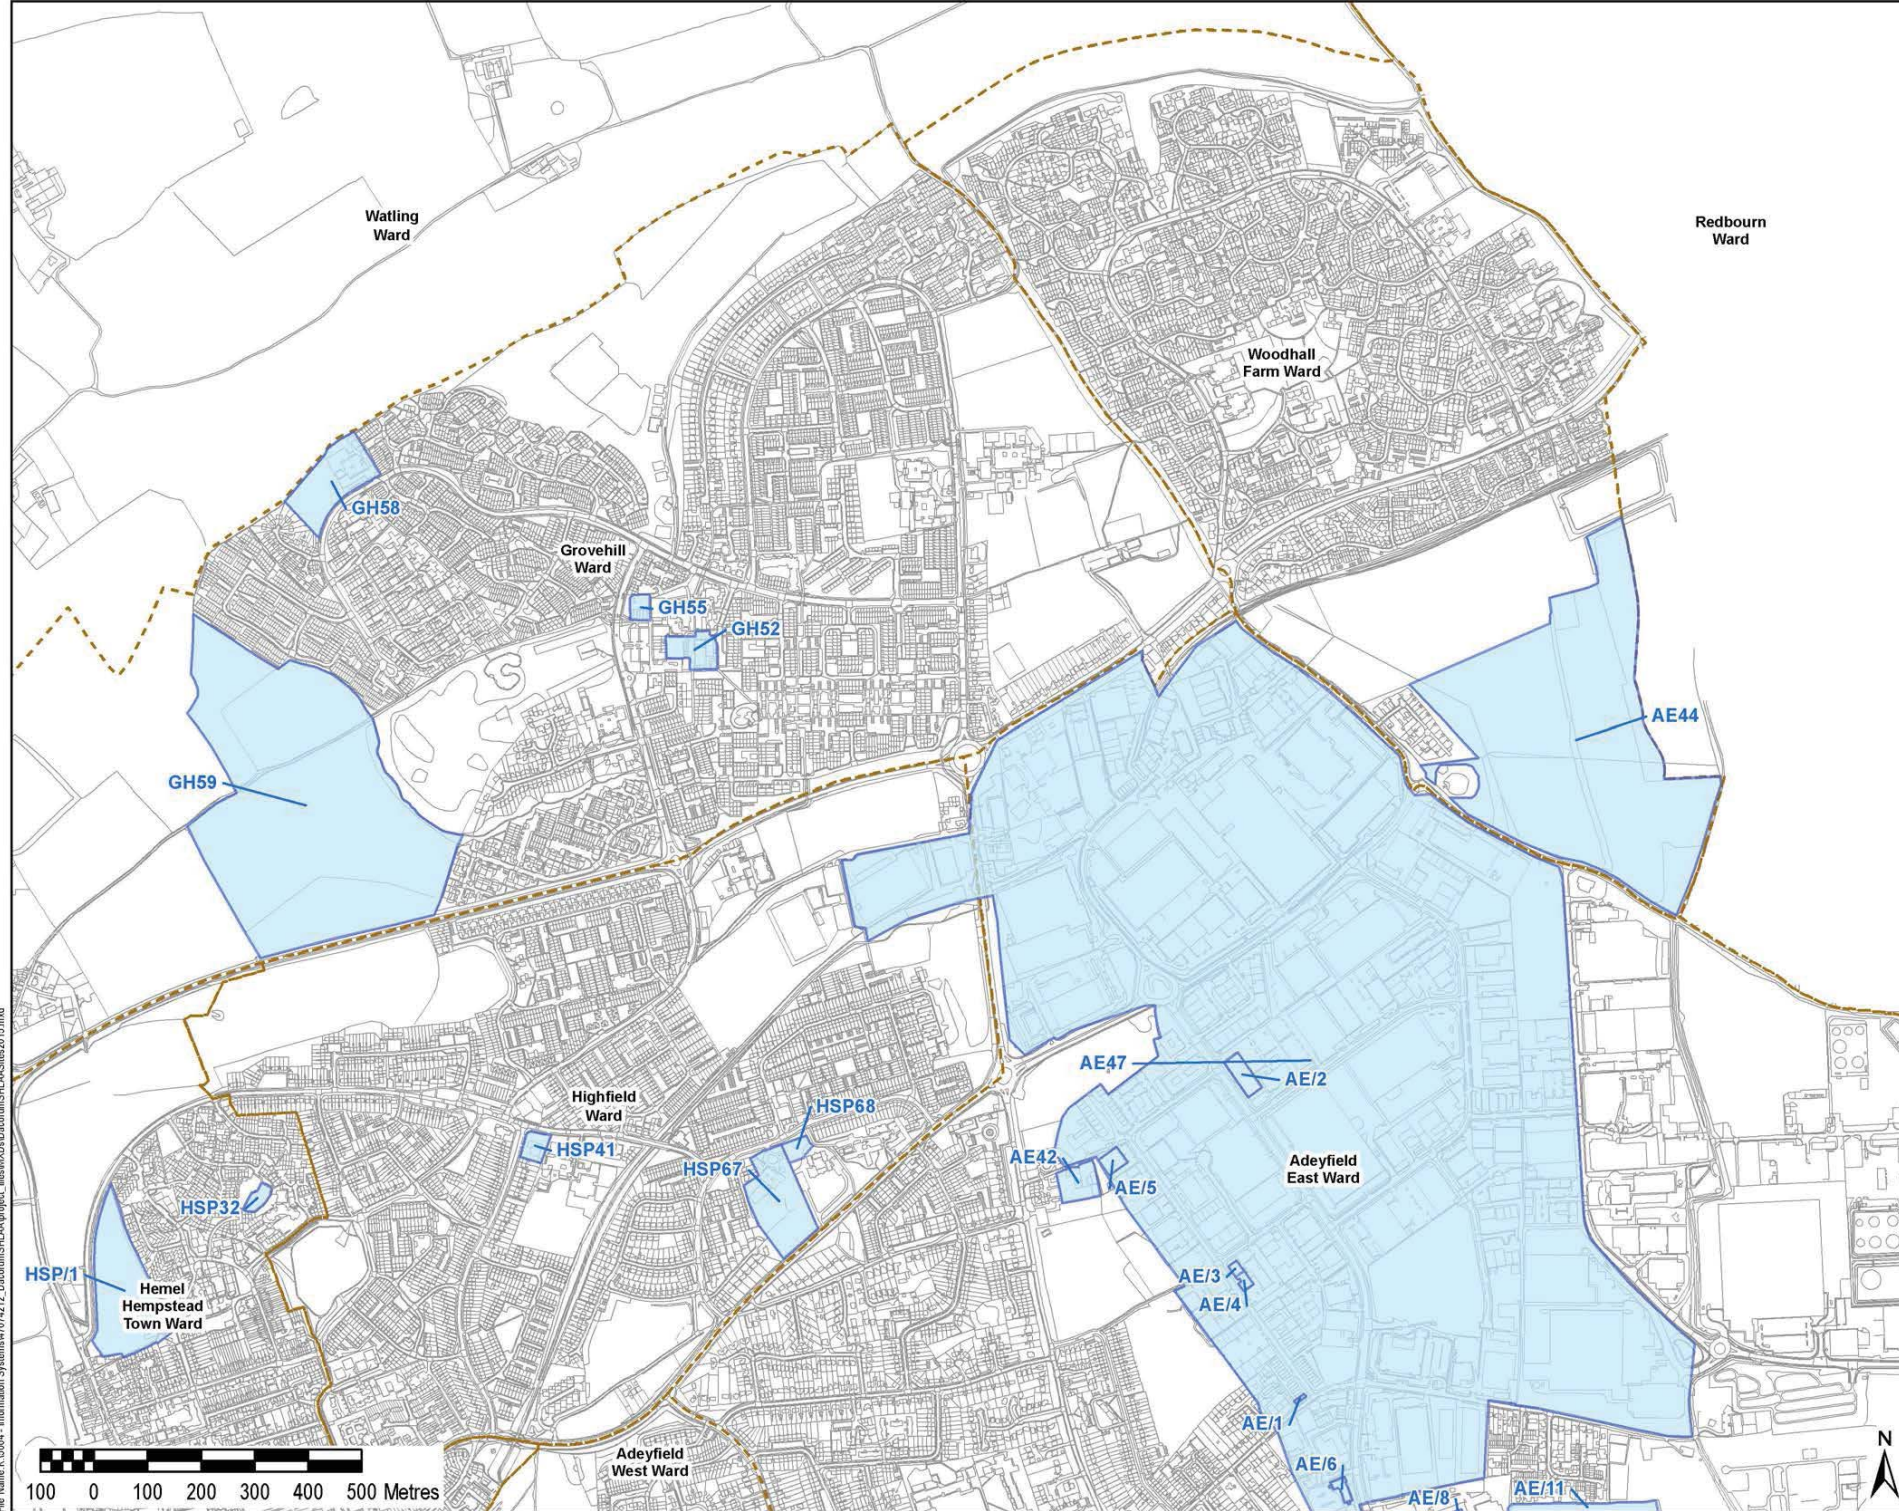 Watling
Ward
Redbourn
Ward
Woodhall
Farm Ward
GH58
Grovehill
Ward
GH55
GH52
AE44
GH59
AE47
AE/2
Highfield
Ward
HSP68
HSP41
HSP67
AE42
AE/5
Adeyfield
East Ward
HSP32
HSP/1
Hemel
Hempstead
Town Ward
AE/3
AE/4
AE/1
Adeyfield
West Ward
AE/6
AE/8
AE/11
N
100 0 100 200 300 400 500 Metres